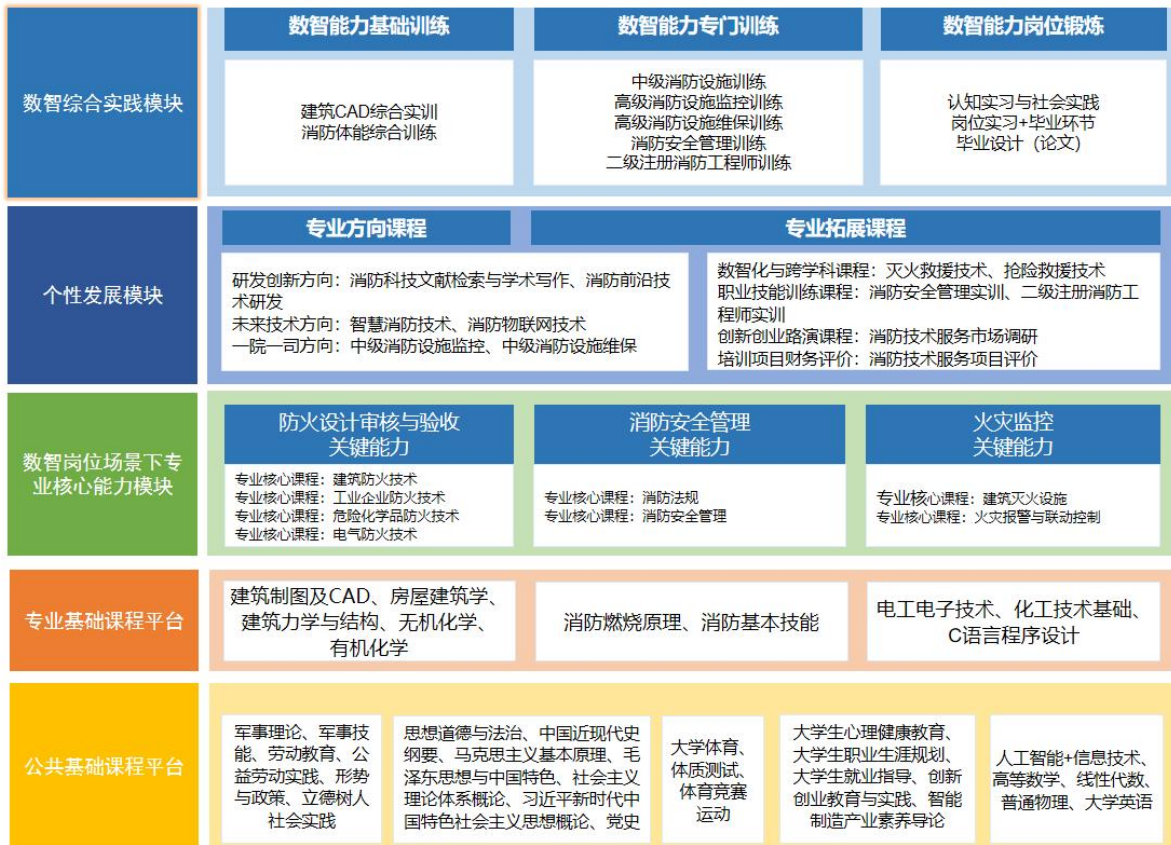 数智综合实践模块
数智能力基础训练
建筑CAD综合实训
消防体能综合训练
数智能力专门训练
中级消防设施训练
高级消防设施监控训练
高级消防设施维保训练
消防安全管理训练
二级注册消防工程师训练
数智能力岗位锻炼
认知实习与社会实践
岗位实习+毕业环节
毕业设计（论文）
个性发展模块
专业方向课程
研发创新方向：消防科技文献检索与学术写作、消防前沿技
术研发
未来技术方向：智慧消防技术、消防物联网技术
一院一司方向：中级消防设施监控、中级消防设施维保
专业拓展课程
数智化与跨学科课程：灭火救援技术、抢险救援技术
职业技能训练课程：消防安全管理实训、二级注册消防工
程师实训
创新创业路演课程：消防技术服务市场调研
培训项目财务评价：消防技术服务项目评价
数智岗位场景下专
业核心能力模块
防火设计审核与验收
关键能力
专业核心课程：建筑防火技术
专业核心课程：工业企业防火技术
专业核心课程：危险化学品防火技术
专业核心课程：电气防火技术
消防安全管理
关键能力
专业核心课程：消防法规
专业核心课程：消防安全管理
火灾监控
关键能力
专业核心课程：建筑灭火设施
专业核心课程：火灾报警与联动控制
专业基础课程平台
建筑制图及CAD、房屋建筑学、
建筑力学与结构、无机化学、
有机化学
消防燃烧原理、消防基本技能
电工电子技术、化工技术基础、
C语言程序设计
公共基础课程平台
军事理论、军事技
能、劳动教育、公
益劳动实践、形势
与政策、立德树人
社会实践
思想道德与法治、中国近现代史
纲要、马克思主义基本原理、毛
泽东思想与中国特色、社会主义
理论体系概论、习近平新时代中
国特色社会主义思想概论、党史
大学体育、
体质测试、
体育竞赛
运动
大学生心理健康教育、
大学生职业生涯规划、
大学生就业指导、创新
创业教育与实践、智能
制造产业素养导论
人工智能+信息技术、
高等数学、线性代数、
普通物理、大学英语